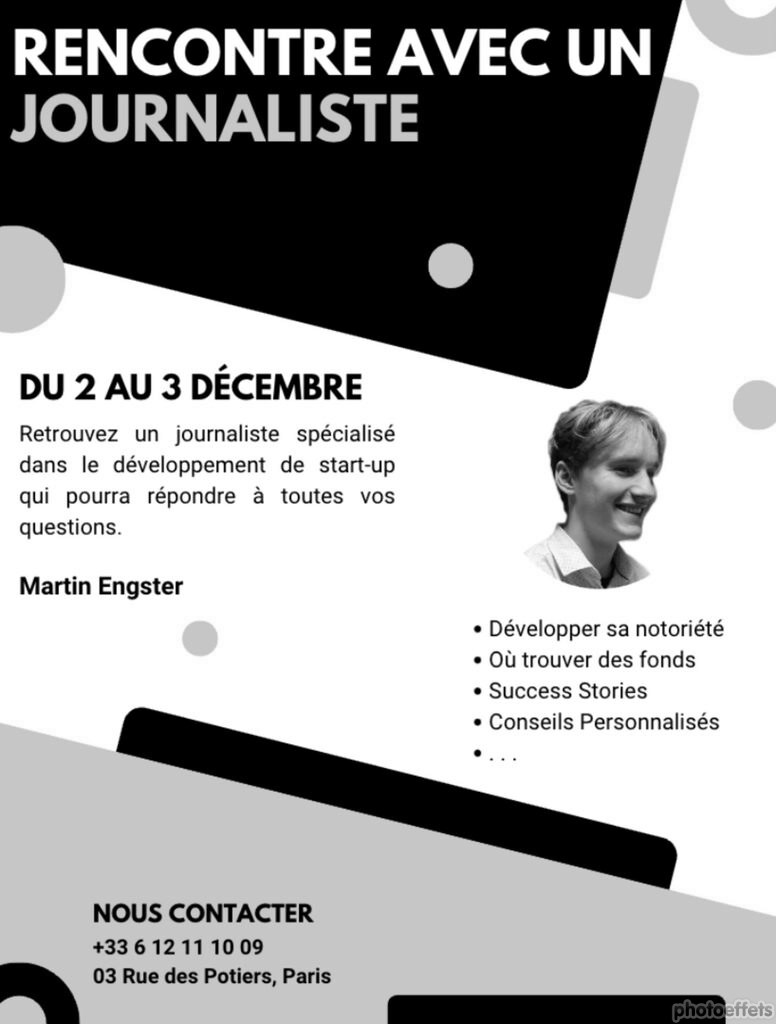 RENCONTRE AVEC UN
JOURNALISTE
DU 2 AU 3 DÉCEMBRE
Retrouvez un journaliste spécialisé
dans le développement de start-up
qui pourra répondre à toutes vos
questions.
Martin Engster
• Développer sa notoriété
• Où trouver des fonds
• Success Stories
• Conseils Personnalisés
• . . .
NOUS CONTACTER
+33 6 12 11 10 09
03 Rue des Potiers, Paris
photoeffets